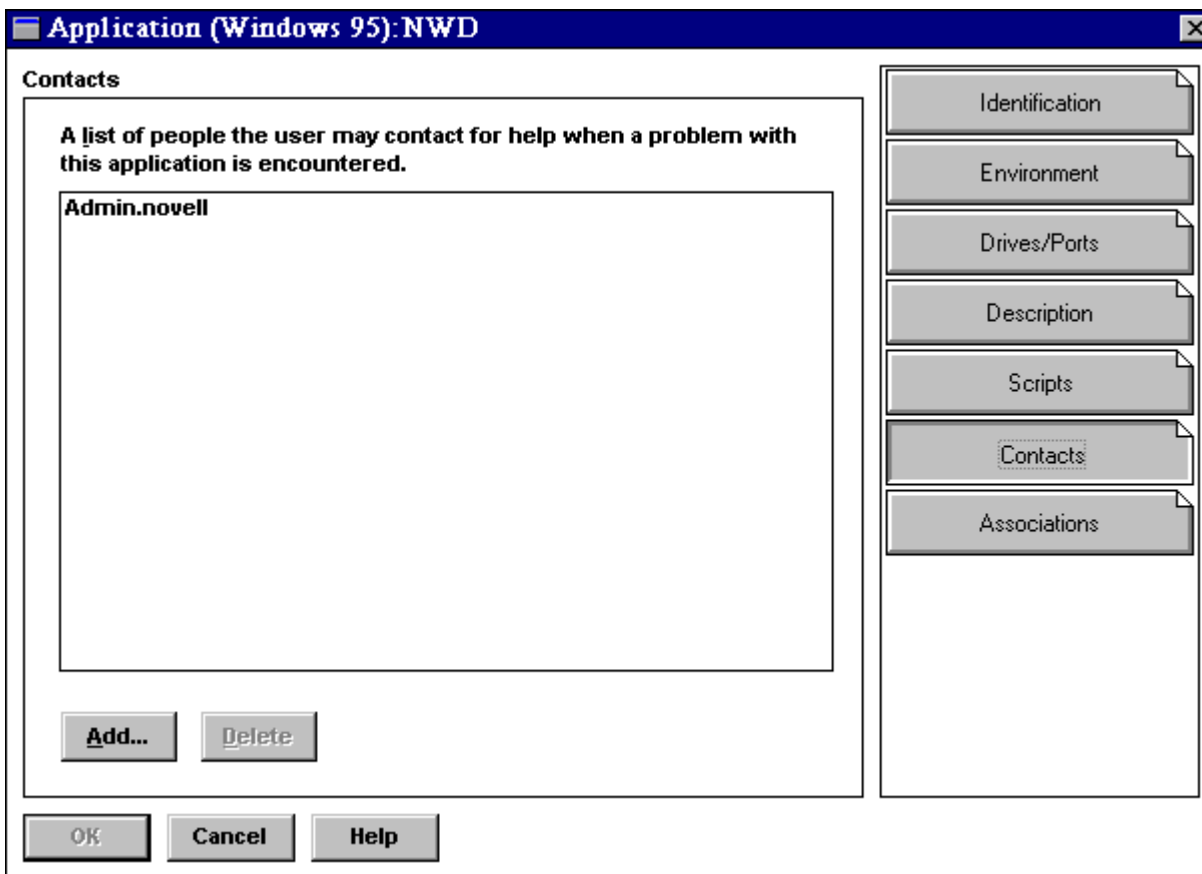 Application (Windows 95):NWD
Contacts
A list of people the user may contact for help when a problem with
this application is encountered.
Admin.novell
Add...
Delete
OK
Cancel
Help
Identification
Environment
Drives/Ports
Description
Scripts
Contacts
Associations